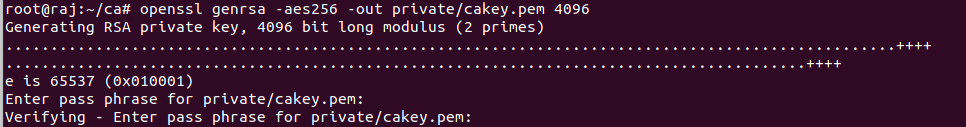 root@raj:~/ca# openssl genrsa -aes256 -out private/cakey.pem 4096
Generating RSA private key, 4096 bit long modulus (2 primes)
.......................................................................................................++++
.............................................................................................++++
e is 65537 (0x010001)
Enter pass phrase for private/cakey.pem:
Verifying - Enter pass phrase for private/cakey.pem: